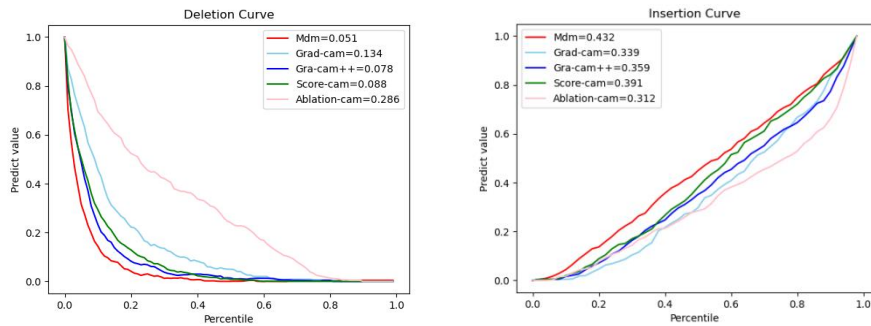 Deletion Curve
Mdm=0.051
Grad-cam=0.134
Gra-cam++=0.078
Score-cam=0.088
Ablation-cam=0.286
Predict value
1.0
0.8
0.6
0.4
0.2
0.0
0.0 0.2 0.4 0.6 0.8 1.0
Percentile
Insertion Curve
Mdm=0.432
Grad-cam=0.339
Gra-cam++=0.359
Score-cam=0.391
Ablation-cam=0.312
Predict value
1.0
0.8
0.6
0.4
0.2
0.0
0.0 0.2 0.4 0.6 0.8 1.0
Percentile